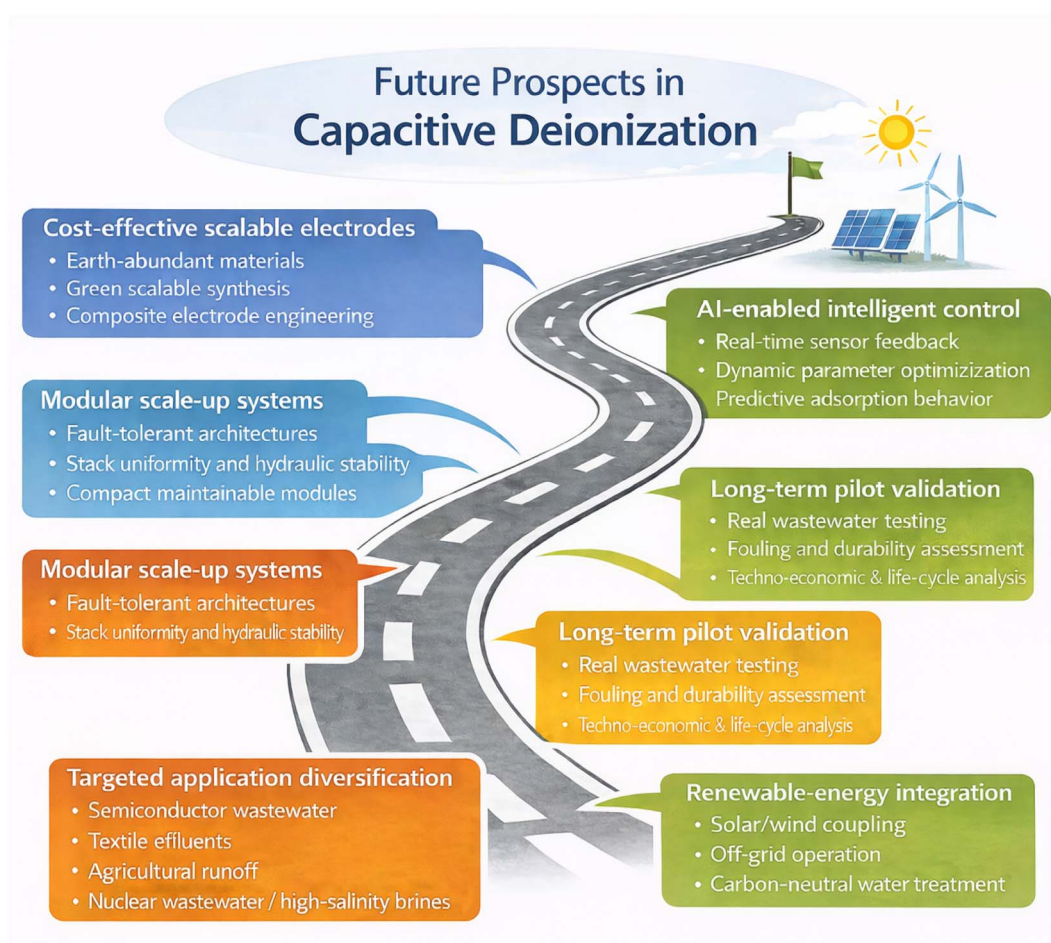 Future Prospects in
Capacitive Deionization
Cost-effective scalable electrodes
• Earth-abundant materials
• Green scalable synthesis
• Composite electrode engineering
AI-enabled intelligent control
• Real-time sensor feedback
• Dynamic parameter optimizization
Predictive adsorption behavior
Modular scale-up systems
• Fault-tolerant architectures
• Stack uniformity and hydraulic stability
• Compact maintainable modules
Long-term pilot validation
• Real wastewater testing
• Fouling and durability assessment
• Techno-economic & life-cycle analysis
Modular scale-up systems
• Fault-tolerant architectures
• Stack uniformity and hydraulic stability
Long-term pilot validation
• Real wastewater testing
• Fouling and durability assessment
• Techno-economic & life-cycle analysis
Targeted application diversification
• Semiconductor wastewater
• Textile effluents
• Agricultural runoff
• Nuclear wastewater / high-salinity brines
Renewable-energy integration
• Solar/wind coupling
• Off-grid operation
• Carbon-neutral water treatment